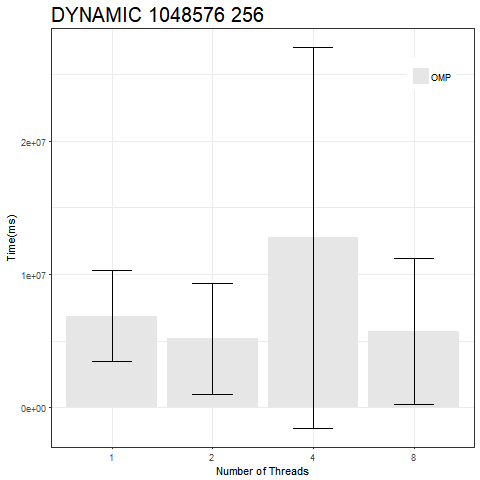 DYNAMIC 1048576 256
OMP
2e+07
1e+07
0e+00
Time(ms)
1 2 4 8
Number of Threads